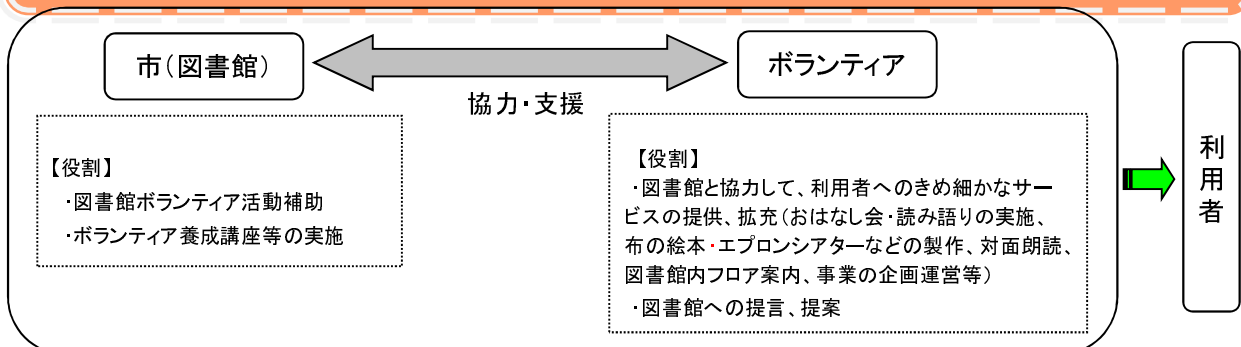 市(図書館)
協力・支援
ボランティア
【役割】
・図書館ボランティア活動補助
・ボランティア養成講座等の実施
【役割】
・図書館と協力して、利用者へのきめ細かなサー
ビスの提供、拡充(おはなし会・読み語りの実施、
布の絵本・エプロンシアターなどの製作、対面朗読、
図書館内フロア案内、事業の企画運営等)
・図書館への提言、提案
利用者